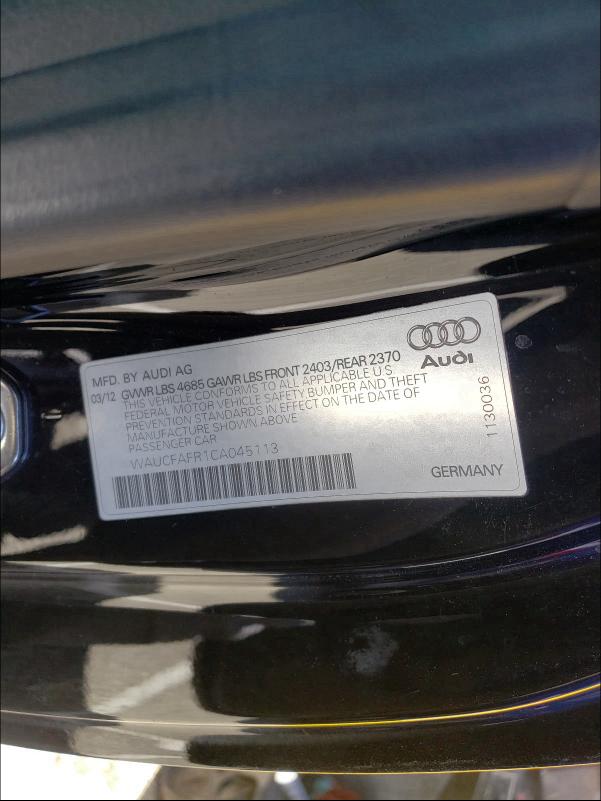 MFD. BY AUDI AG
03/12 GVWR LBS 4685 GAWR LBS FRONT 2403/REAR 2370
THIS VEHICLE CONFORMS TO ALL APPLICABLE U.S.
FEDERAL MOTOR VEHICLE SAFETY BUMPER AND THEFT
PREVENTION STANDARDS IN EFFECT ON THE DATE OF
MANUFACTURE SHOWN ABOVE
PASSENGER CAR
WAUCFAFR1CA045113
Audi
1130036
GERMANY